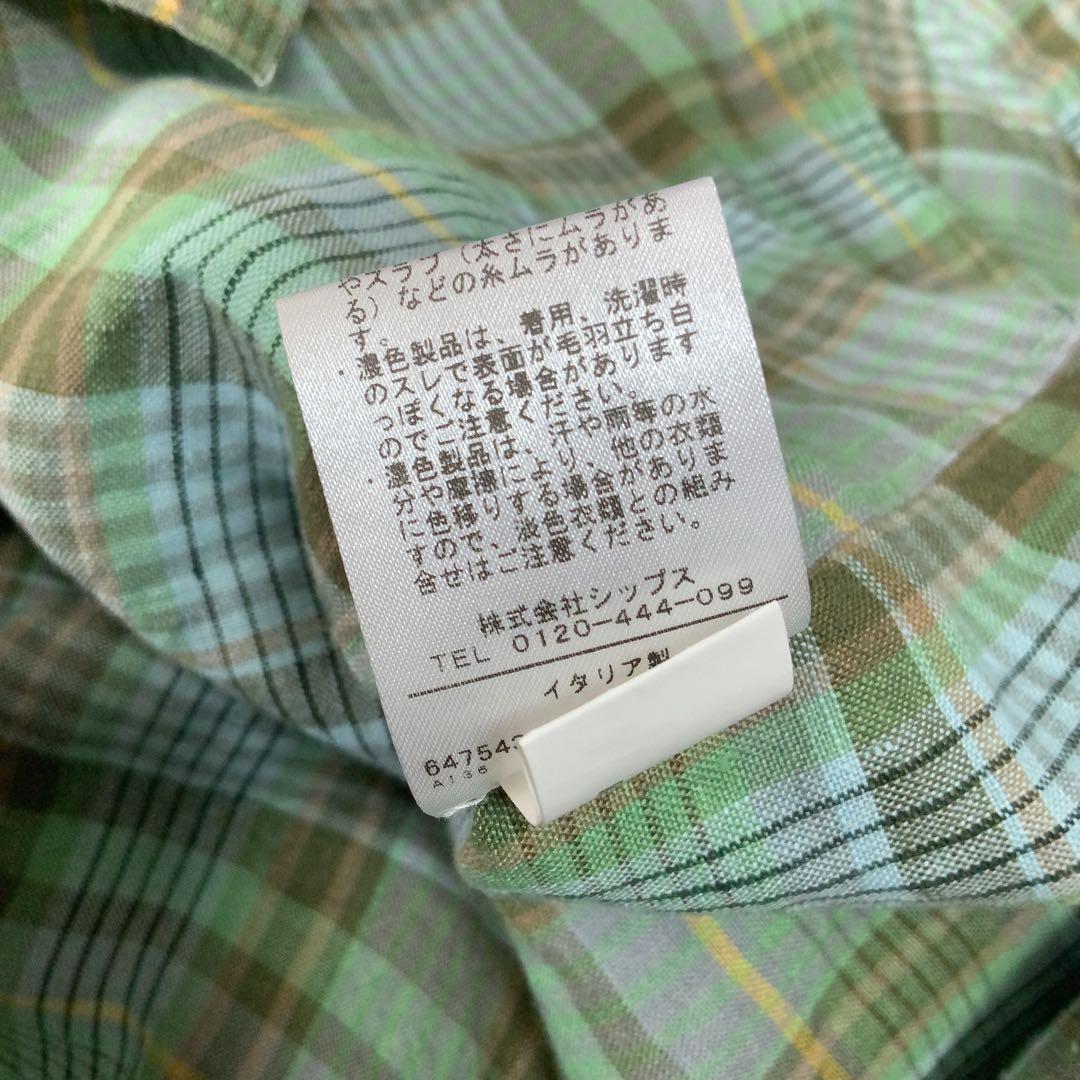 やスラブ（太さにムラがあ
る）などの糸ムラがありま
す。
・濃色製品は、着用、洗濯時
のスレで表面が毛羽立ち白
っぽくなる場合があります
のでご注意ください。
・濃色製品は、汗や雨等の水
分や摩擦により、他の衣類
に色移りする場合がありま
すので、淡色衣類との組み
合せはご注意ください。
株式会社シップス
TEL 0120-444-099
イタリア製
647543
A136